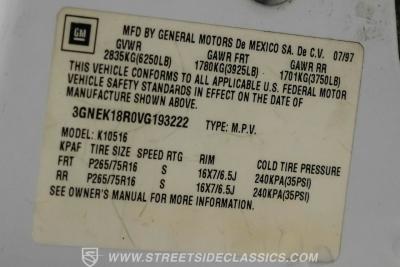 GM
MFD BY GENERAL MOTORS De MEXICO SA. De C.V. 07/97
GVWR GAWR FRT GAWR RR
2835KG(6250LB) 1780KG(3925LB) 1701KG(3750LB)
THIS VEHICLE CONFORMS TO ALL APPLICABLE U.S. FEDERAL MOTOR
VEHICLE SAFETY STANDARDS IN EFFECT ON THE DATE OF
MANUFACTURE SHOWN ABOVE.
3GNEK18R0VG193222 TYPE: M.P.V.
MODEL: K10516
KPAF TIRE SIZE SPEED RTG RIM COLD TIRE PRESSURE
FRT P265/75R16 S 16X7/6.5J 240KPA(35PSI)
RR P265/75R16 S 16X7/6.5J 240KPA(35PSI)
SEE OWNER'S MANUAL FOR MORE INFORMATION.
WWW.STREETSIDECLASSICS.COM